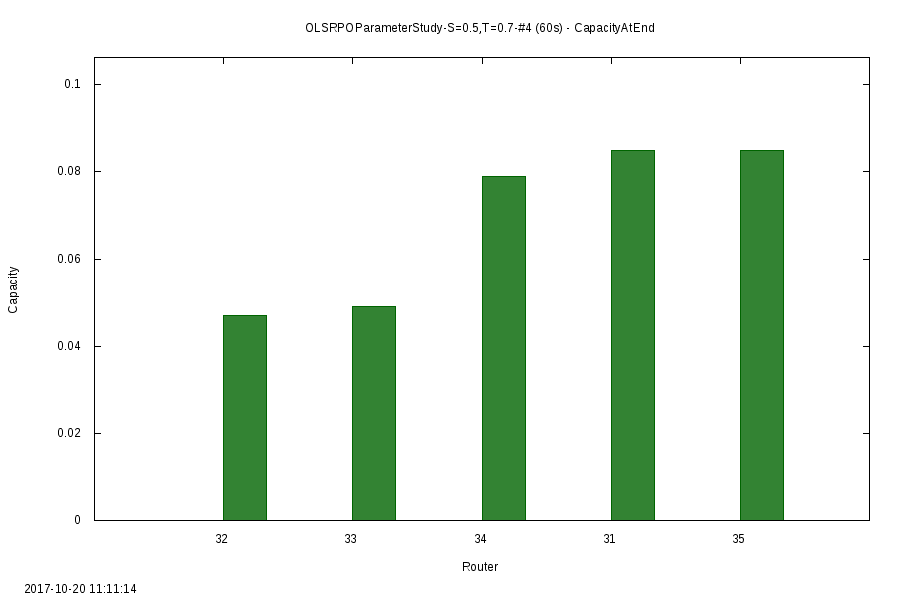 OLSRPOParameterStudy-S=0.5,T=0.7-#4 (60s) - CapacityAtEnd
0.1
0.08
0.06
0.04
0.02
0
Capacity
32 33 34 31 35
Router
2017-10-20 11:11:14